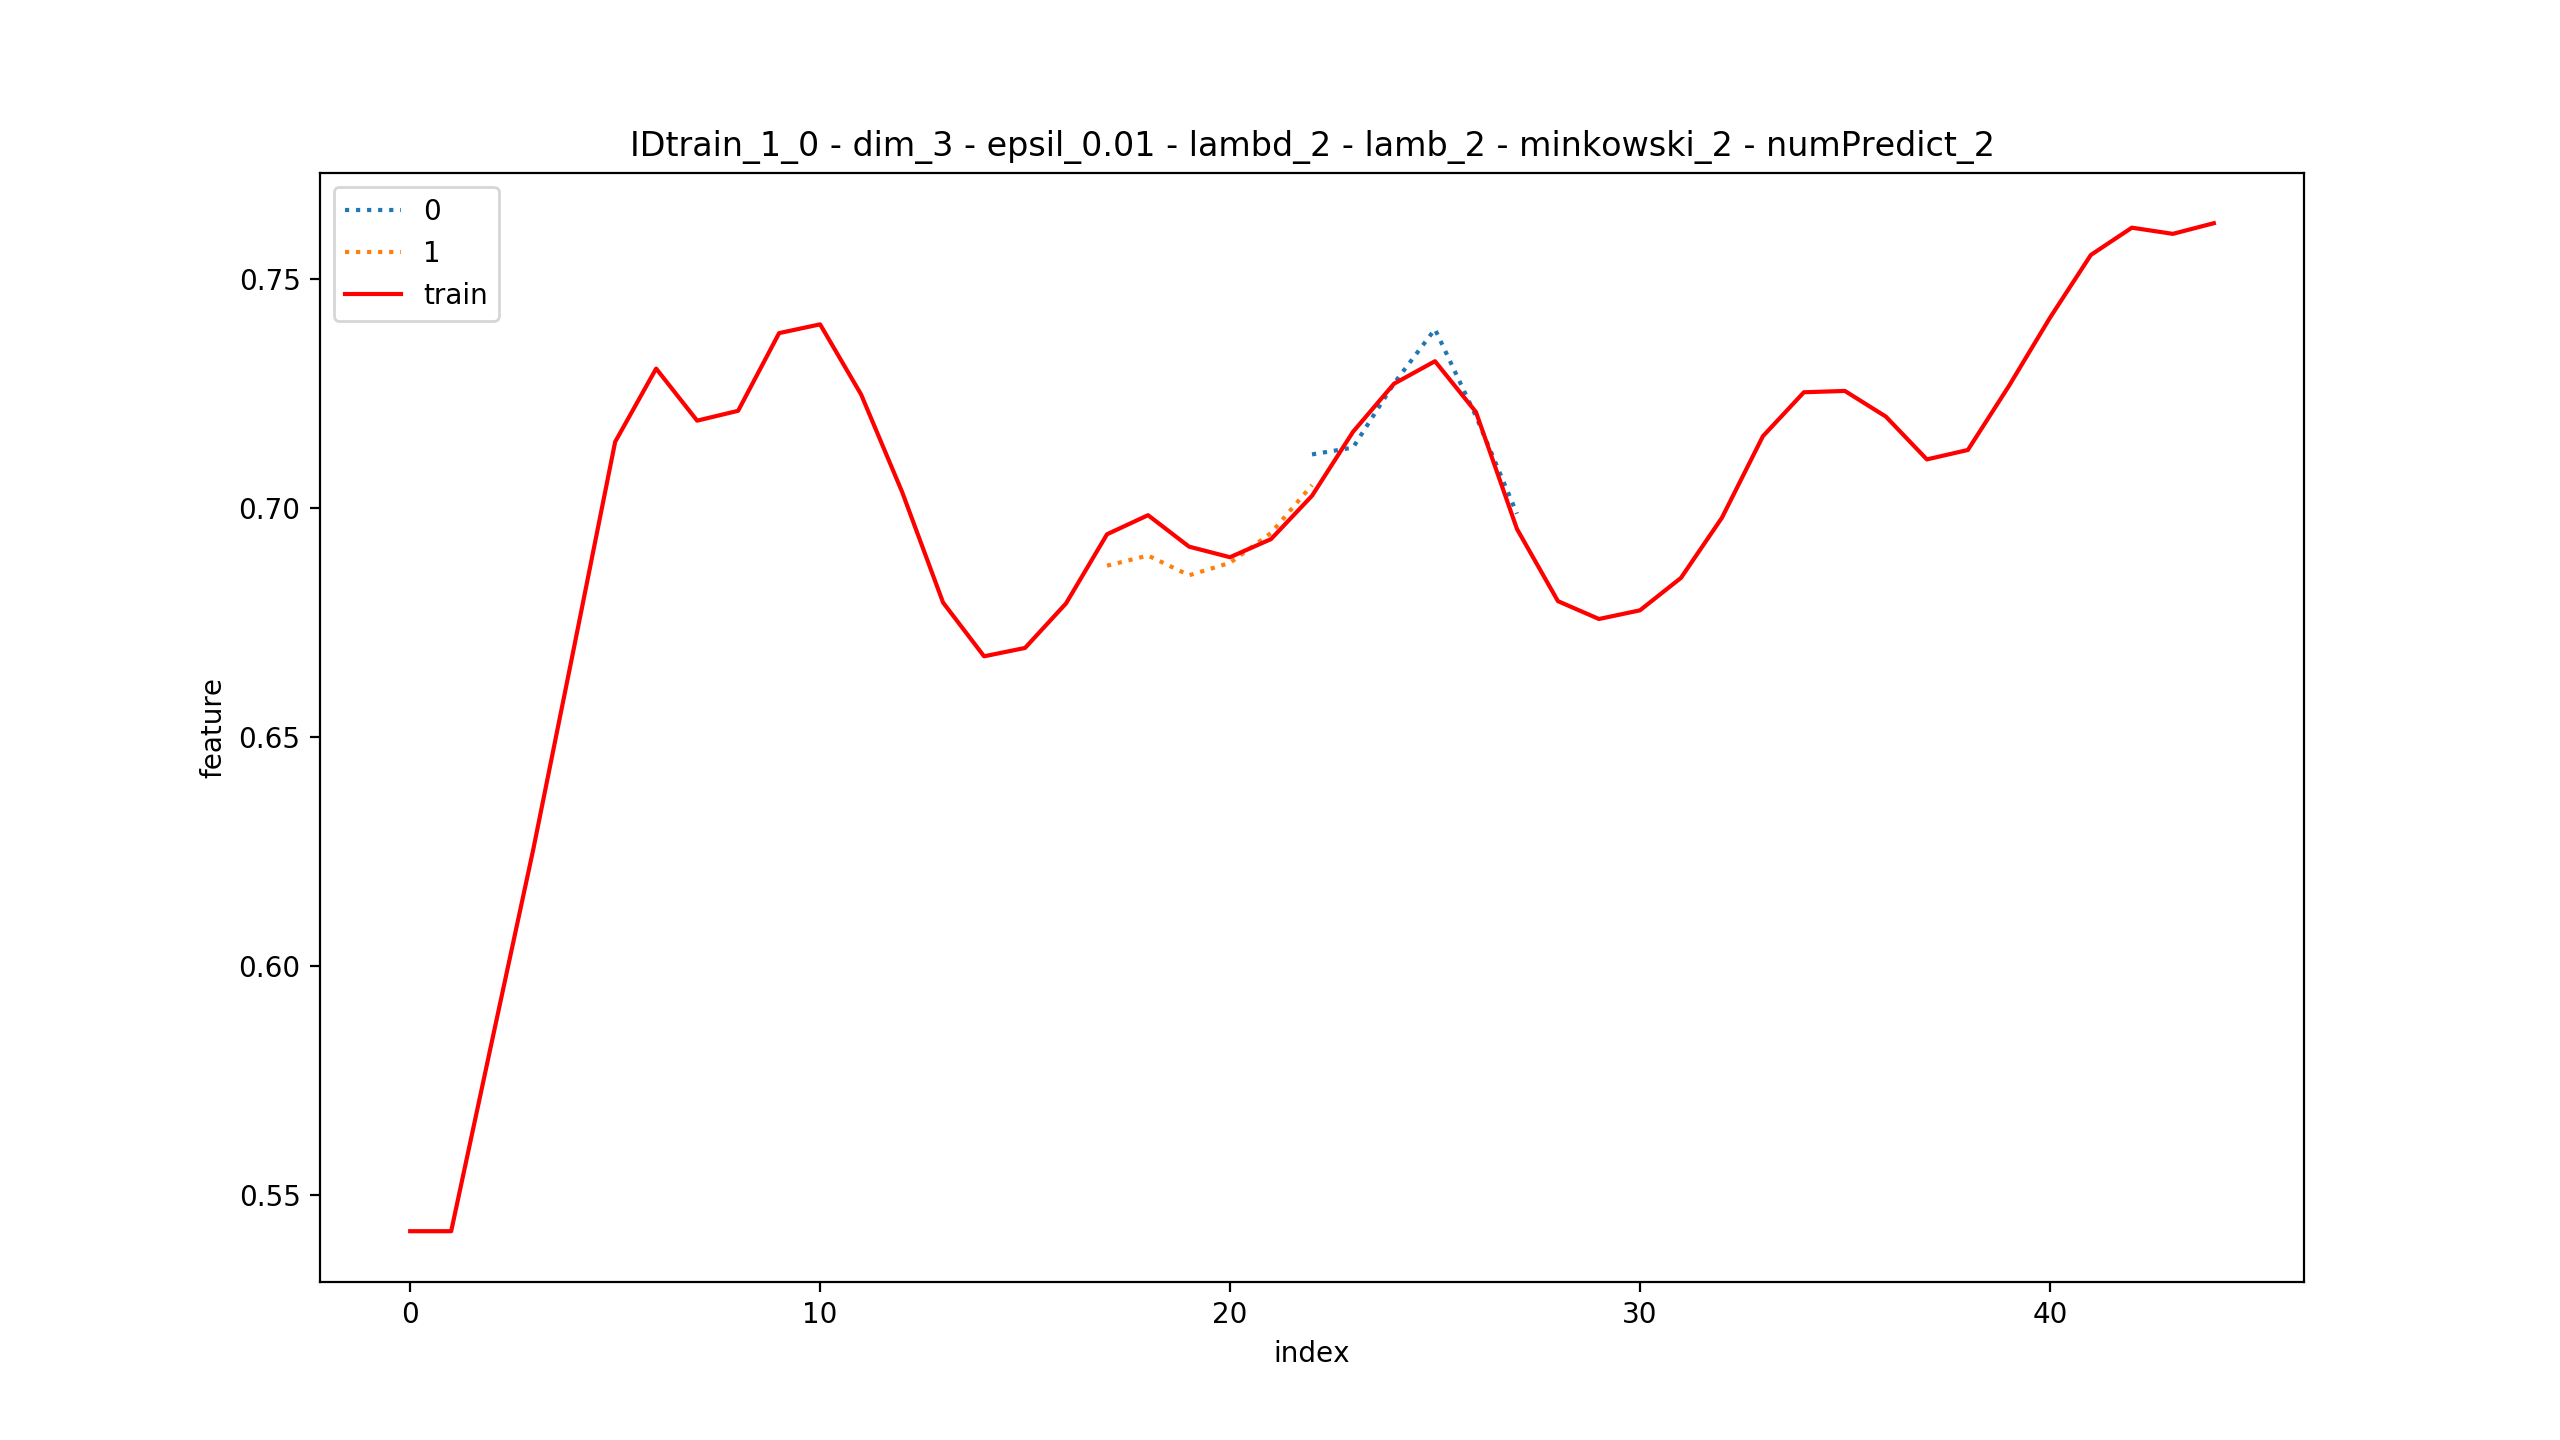 IDtrain_1_0 - dim_3 - epsil_0.01 - lambd_2 - lamb_2 - minkowski_2 - numPredict_2
0
1
train
0.75
0.70
0.65
0.60
0.55
feature
0 10 20 30 40
index